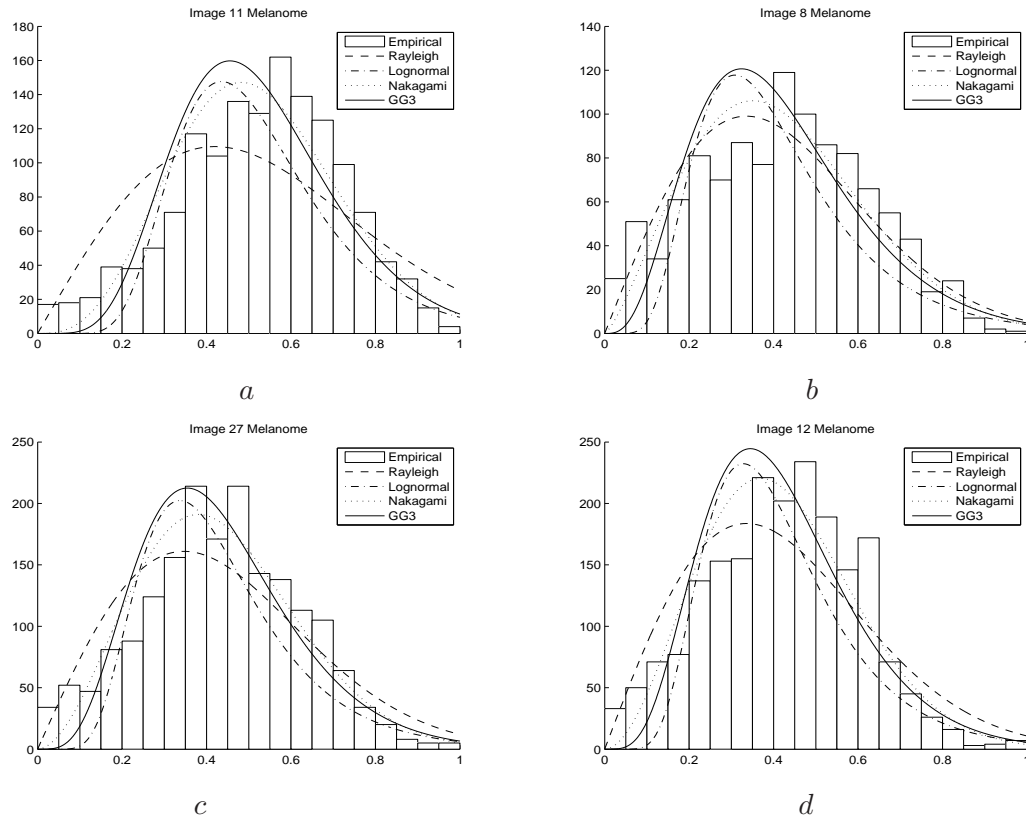 Image 11 Melanome
180
160
140
120
100
80
60
40
20
0
0 0.2 0.4 0.6 0.8 1
Empirical
Rayleigh
Lognormal
Nakagami
GG3
a
Image 8 Melanome
140
120
100
80
60
40
20
0
0 0.2 0.4 0.6 0.8 1
Empirical
Rayleigh
Lognormal
Nakagami
GG3
b
Image 27 Melanome
250
200
150
100
50
0
0 0.2 0.4 0.6 0.8 1
Empirical
Rayleigh
Lognormal
Nakagami
GG3
c
Image 12 Melanome
250
200
150
100
50
0
0 0.2 0.4 0.6 0.8 1
Empirical
Rayleigh
Lognormal
Nakagami
GG3
d